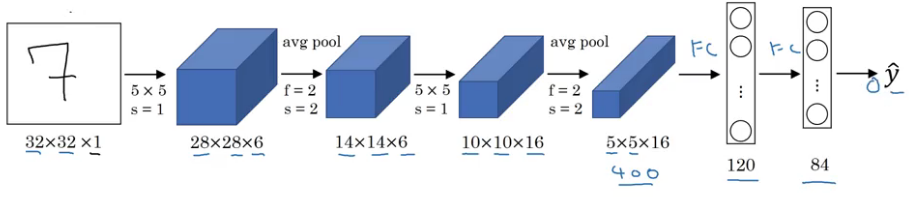 7
32×32 ×1
5 × 5
s = 1
28×28×6
avg pool
f = 2
s = 2
14×14×6
5 × 5
s = 1
10×10×16
avg pool
f = 2
s = 2
5×5×16
400
FC
⋮
120
FC
⋮
84
ŷ